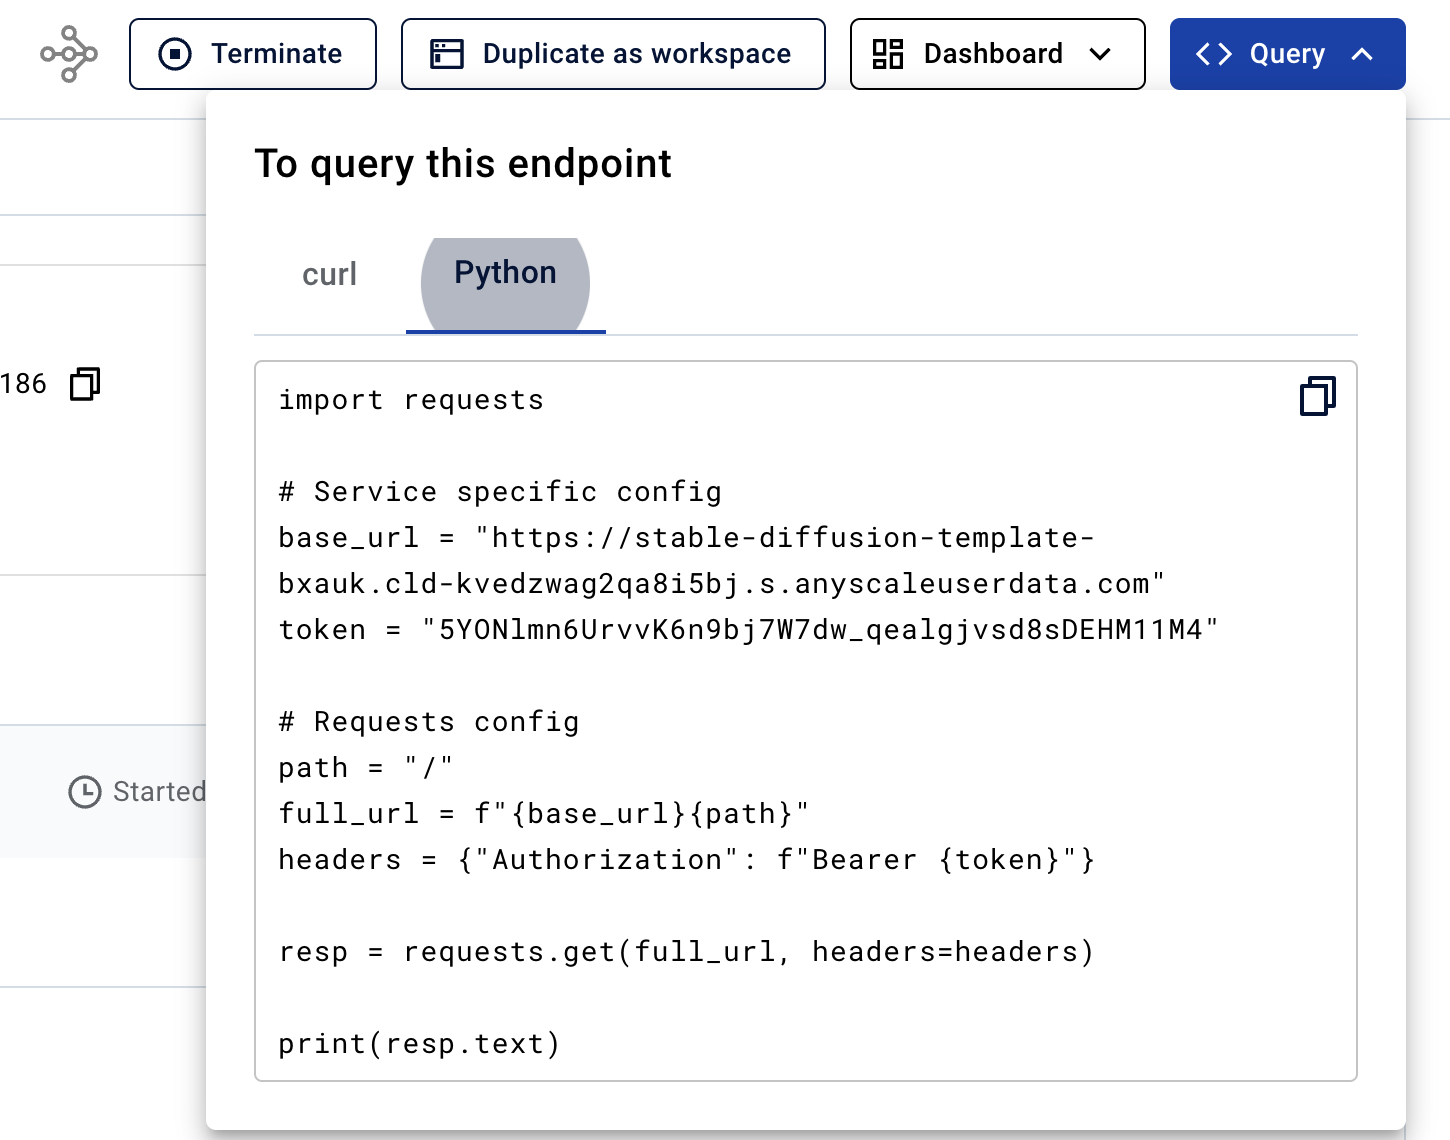 Terminate
Duplicate as workspace
Dashboard
Query
To query this endpoint
curl
Python
186
import requests
# Service specific config
base_url = "https://stable-diffusion-template-
bxauk.cld-kvedzwag2qa8i5bj.s.anyscaleuserdata.com"
token = "5YONlmn6UrvvK6n9bj7W7dw_qealgjvsd8sDEHM11M4"
# Requests config
path = "/"
Started
full_url = f"{base_url}{path}"
headers = {"Authorization": f"Bearer {token}"}
resp = requests.get(full_url, headers=headers)
print(resp.text)